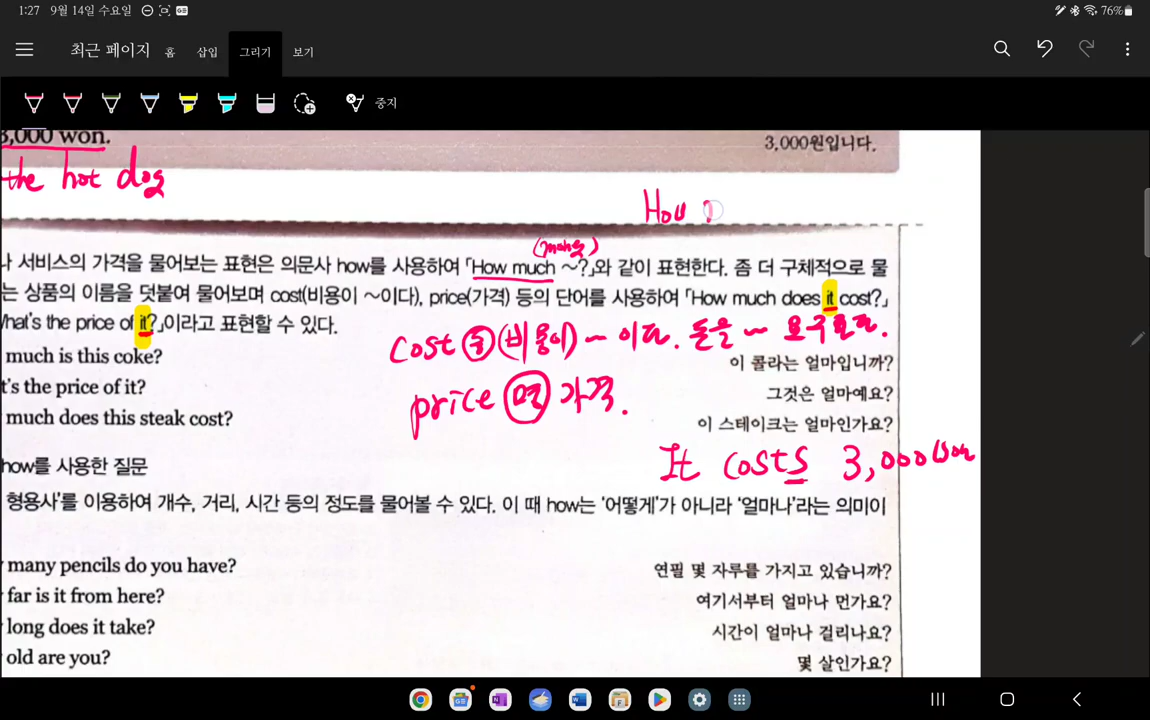 1:27 9월 14일 수요일 76%
최근 페이지 홈 삽입 그리기 보기
중지
3,000 won.
3,000원입니다.
the hot dog
How
나 서비스의 가격을 물어보는 표현은 의문사 how를 사용하여 「How much ~?」와 같이 표현한다. 좀 더 구체적으로 물
는 상품의 이름을 덧붙여 물어보며 cost(비용이 ~이다), price(가격) 등의 단어를 사용하여 「How much does it cost?」
What's the price of it?」이라고 표현할 수 있다.
cost 동 (비용이) ~ 이다. 돈을 ~ 요구하다.
much is this coke?
이 콜라는 얼마입니까?
t's the price of it?
price 명 가격.
그것은 얼마예요?
much does this steak cost?
이 스테이크는 얼마인가요?
It costs 3,000 won
how를 사용한 질문
형용사'를 이용하여 개수, 거리, 시간 등의 정도를 물어볼 수 있다. 이 때 how는 '어떻게'가 아니라 '얼마나'라는 의미이
many pencils do you have?
연필 몇 자루를 가지고 있습니까?
far is it from here?
여기서부터 얼마나 먼가요?
long does it take?
시간이 얼마나 걸리나요?
old are you?
몇 살인가요?